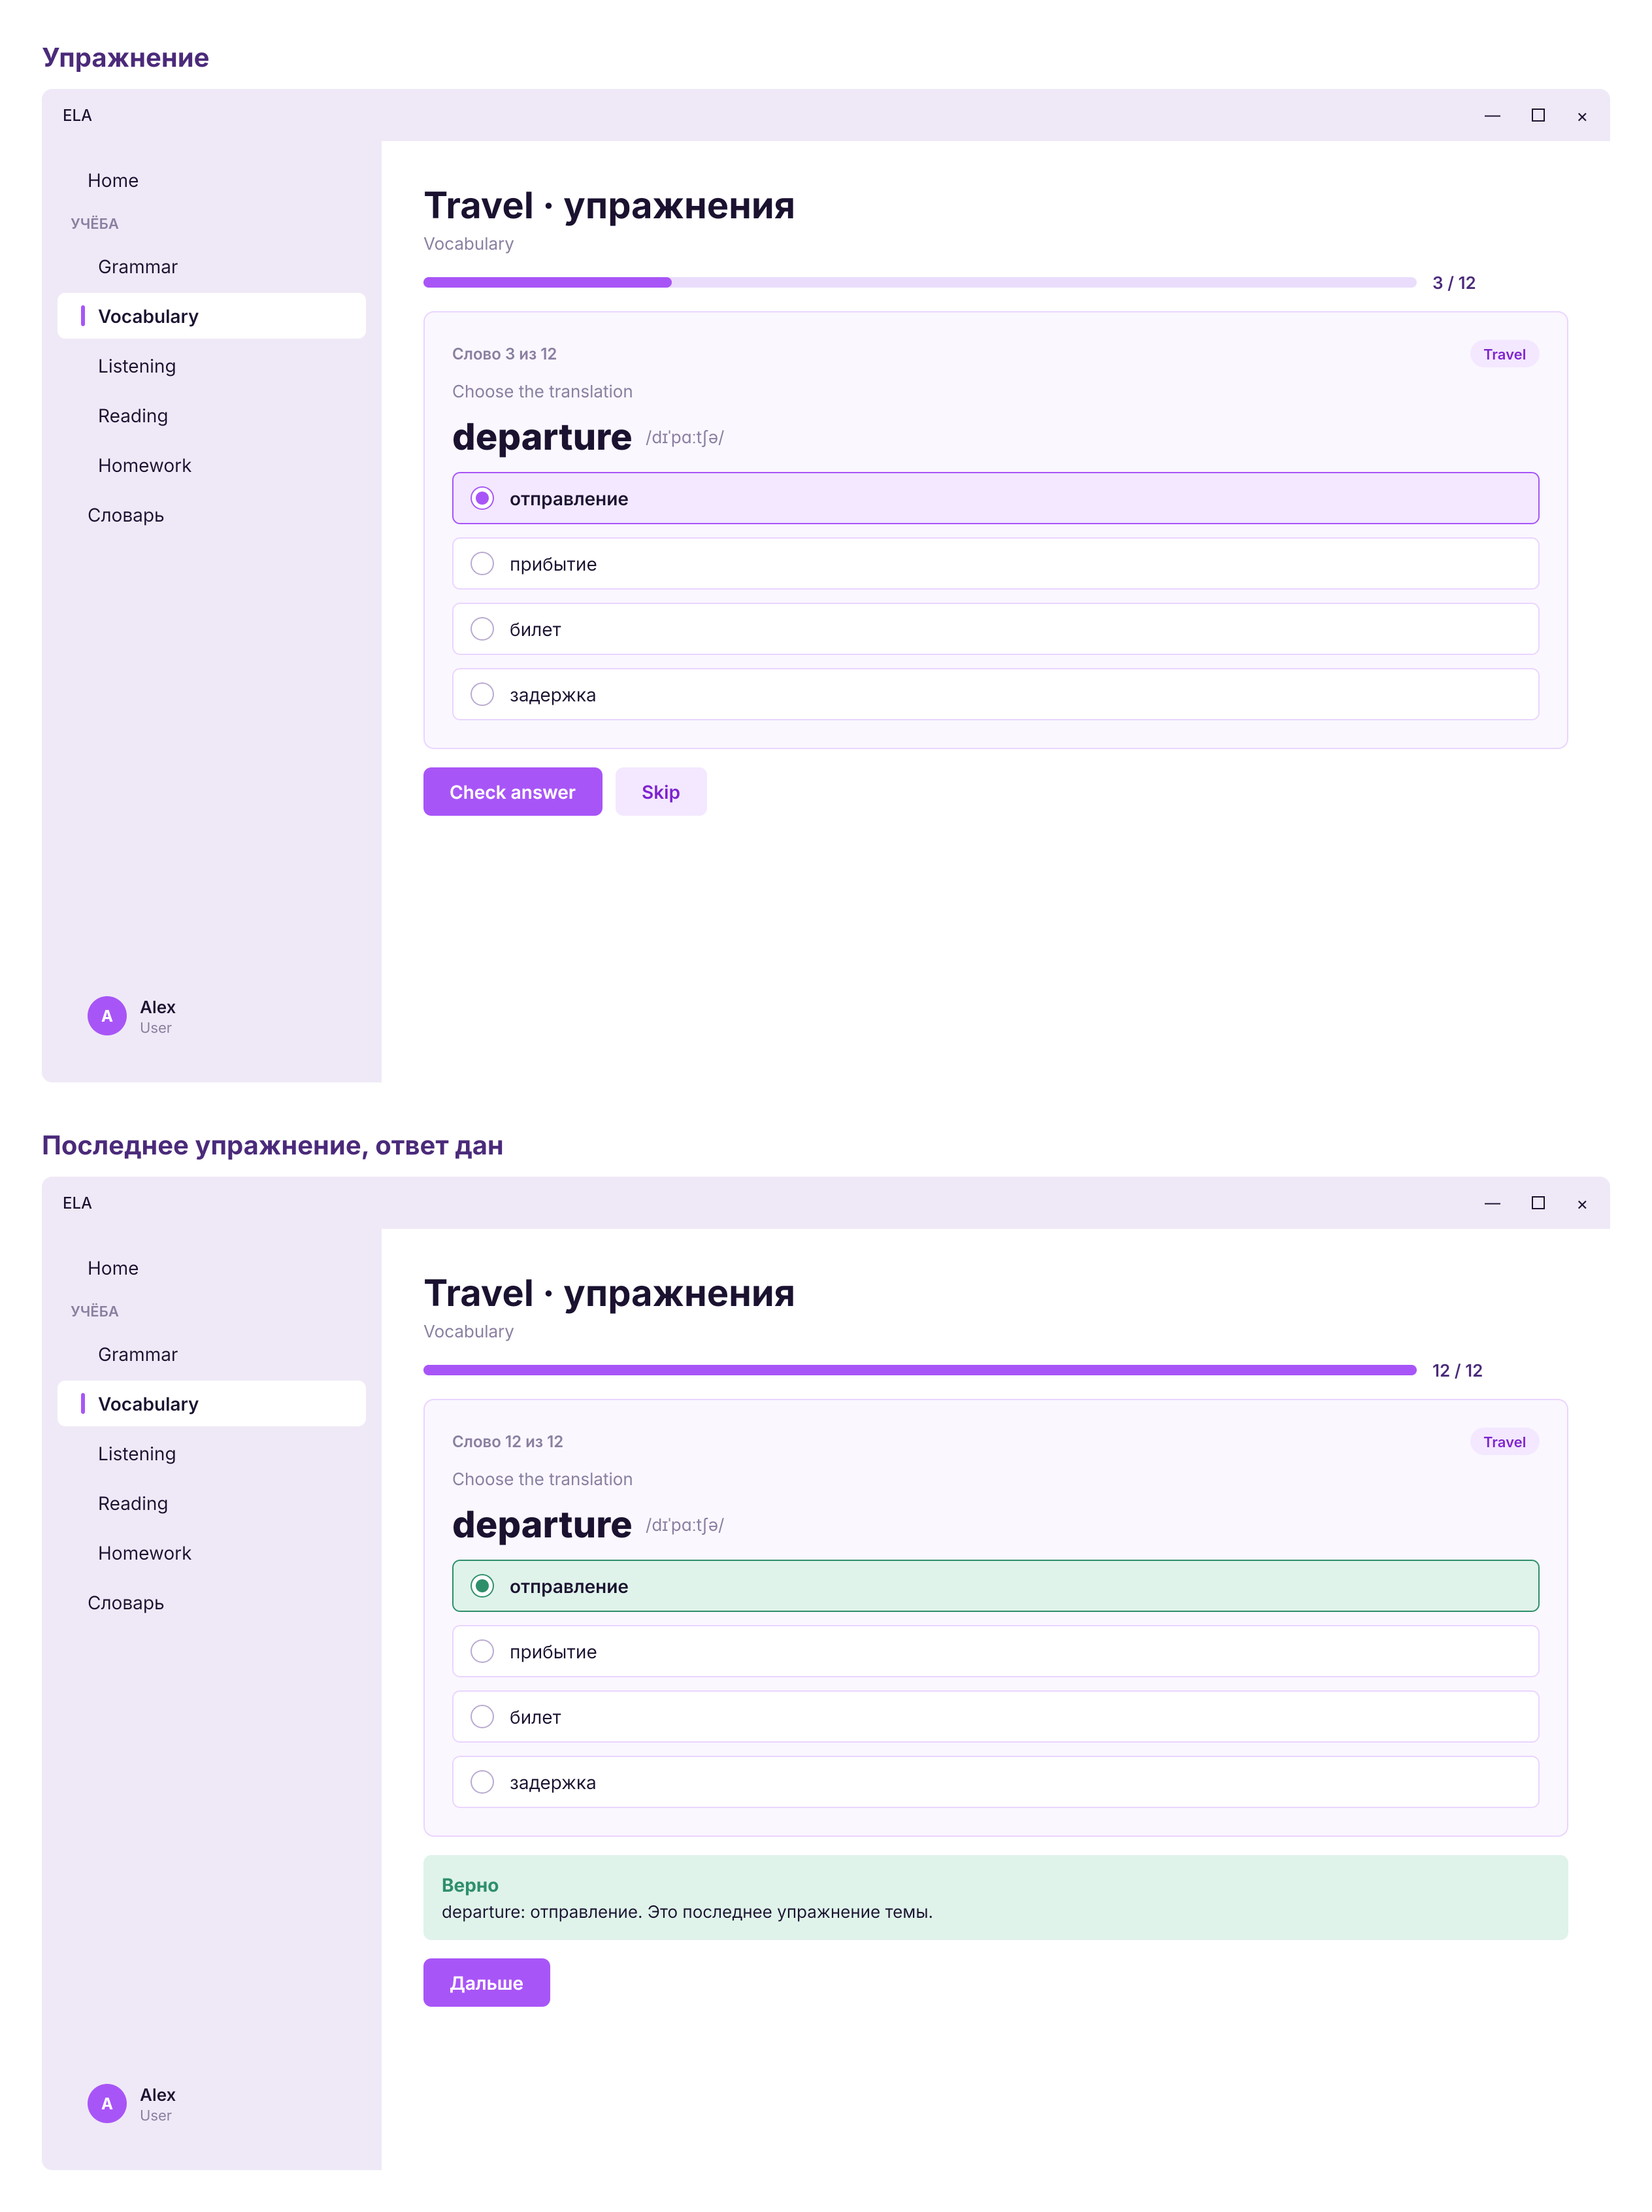 Упражнение
ELA
Home
УЧЁБА
Grammar
Vocabulary
Listening
Reading
Homework
Словарь
A
Alex
User
Travel · упражнения
Vocabulary
3 / 12
Слово 3 из 12
Travel
Choose the translation
departure /dɪˈpɑːtʃə/
отправление
прибытие
билет
задержка
Check answer
Skip
Последнее упражнение, ответ дан
ELA
Home
УЧЁБА
Grammar
Vocabulary
Listening
Reading
Homework
Словарь
A
Alex
User
Travel · упражнения
Vocabulary
12 / 12
Слово 12 из 12
Travel
Choose the translation
departure /dɪˈpɑːtʃə/
отправление
прибытие
билет
задержка
Верно
departure: отправление. Это последнее упражнение темы.
Дальше